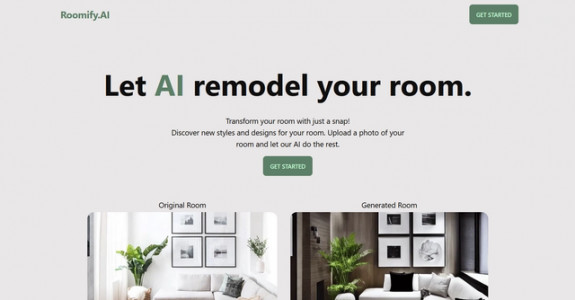 Roomify.AI
GET STARTED
Let AI remodel your room.
Transform your room with just a snap!
Discover new styles and designs for your room. Upload a photo of your
room and let our AI do the rest.
GET STARTED
Original Room
Generated Room